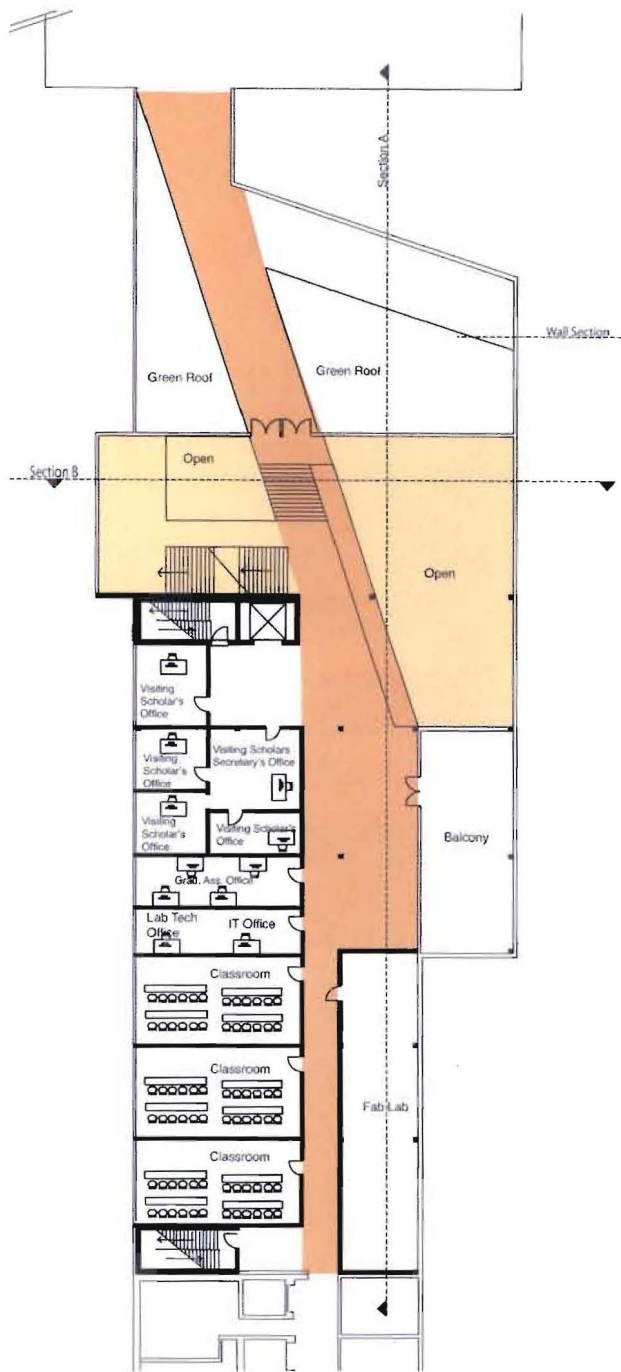 Section A
Wall Section
Green Roof
Green Roof
Open
Section B
Open
Visiting
Scholar's
Office
Visiting
Scholar's
Office
Visiting Scholars
Secretary's Office
Visiting
Scholar's
Office
Visiting Scholar's
Office
Balcony
Grad. Ass. Office
Lab Tech
Office
IT Office
Classroom
Classroom
Fab Lab
Classroom